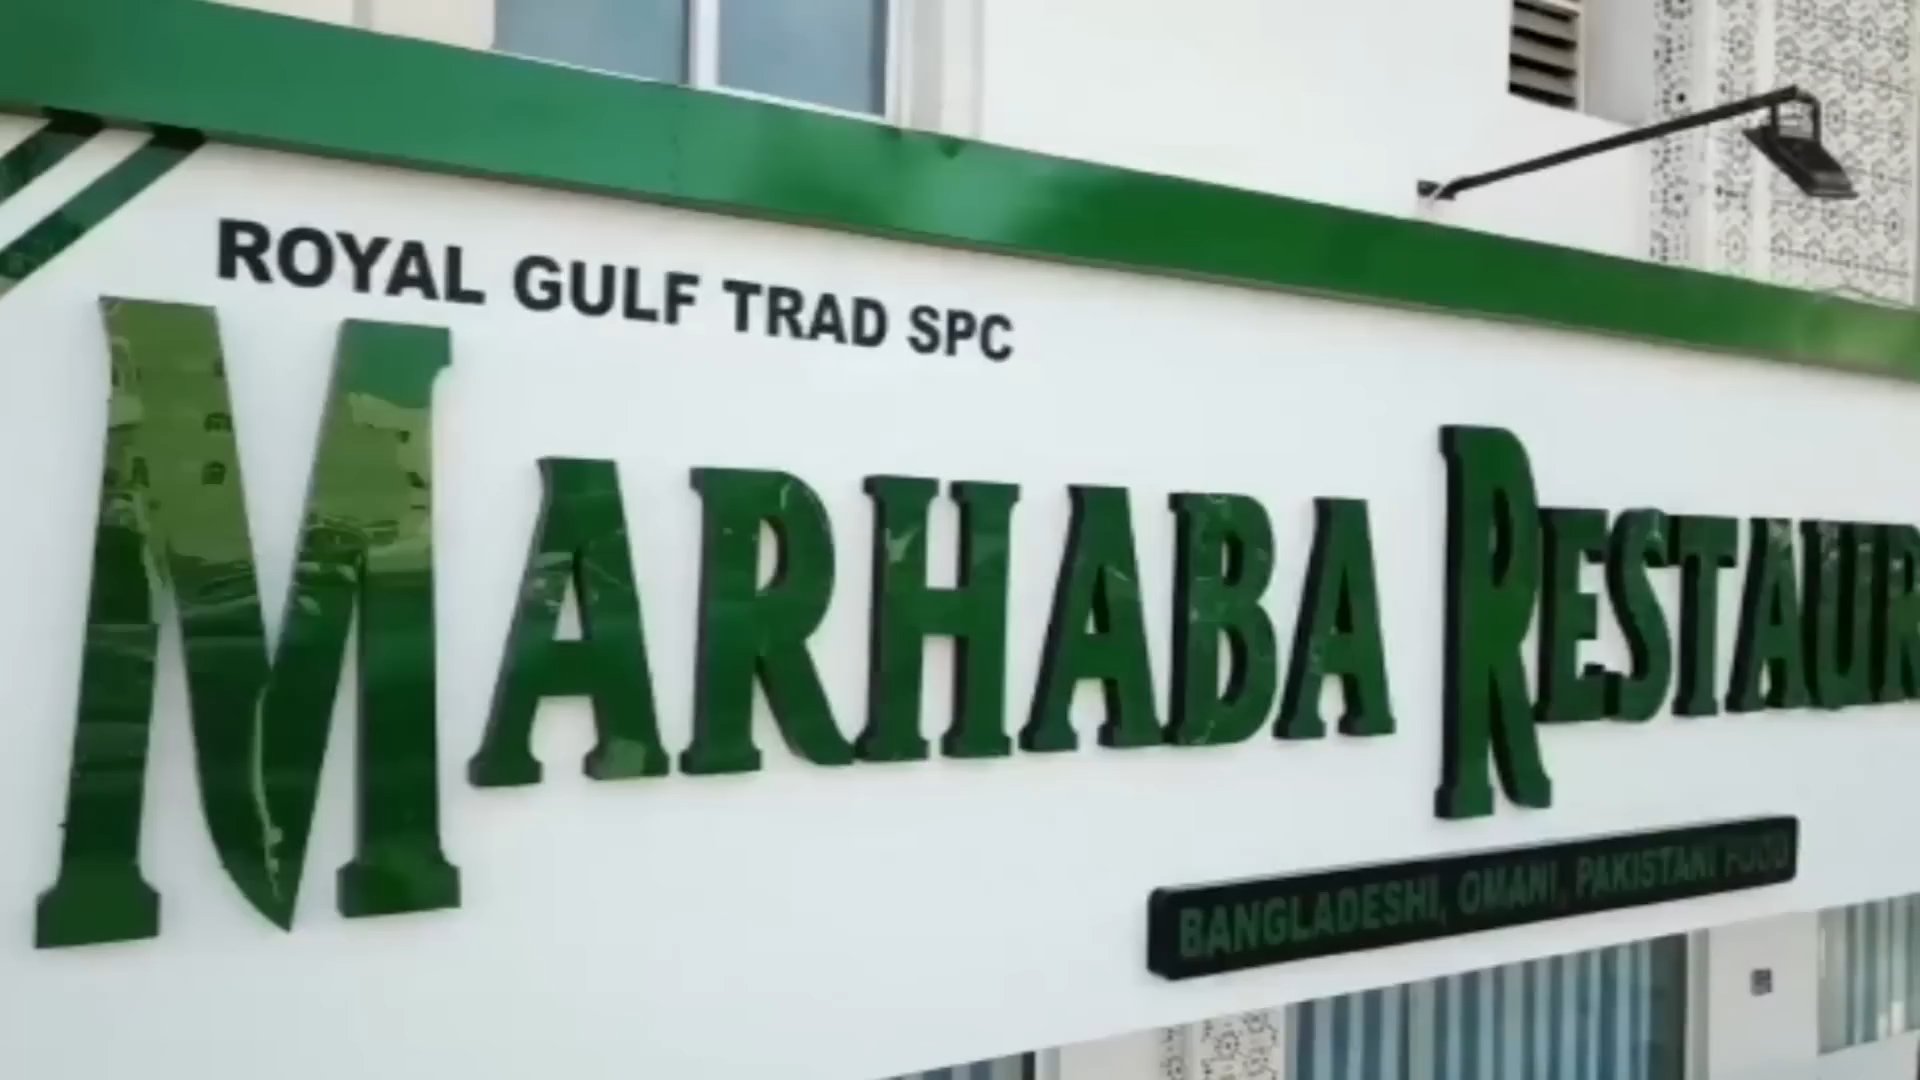 ROYAL GULF TRAD SPC
MARHABA RESTAUR
BANGLADESHI, OMANI, PAKISTANI FOOD